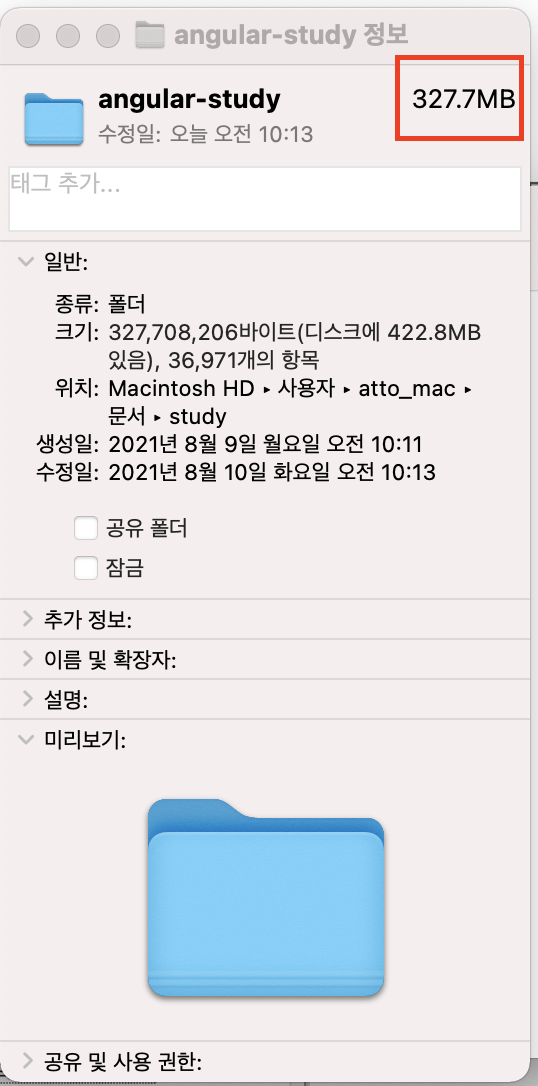 angular-study 정보
angular-study
327.7MB
수정일: 오늘 오전 10:13
태그 추가...
일반:
종류: 폴더
크기: 327,708,206바이트(디스크에 422.8MB
있음), 36,971개의 항목
위치: Macintosh HD ▸ 사용자 ▸ atto_mac ▸
문서 ▸ study
생성일: 2021년 8월 9일 월요일 오전 10:11
수정일: 2021년 8월 10일 화요일 오전 10:13
공유 폴더
잠금
추가 정보:
이름 및 확장자:
설명:
미리보기:
공유 및 사용 권한: